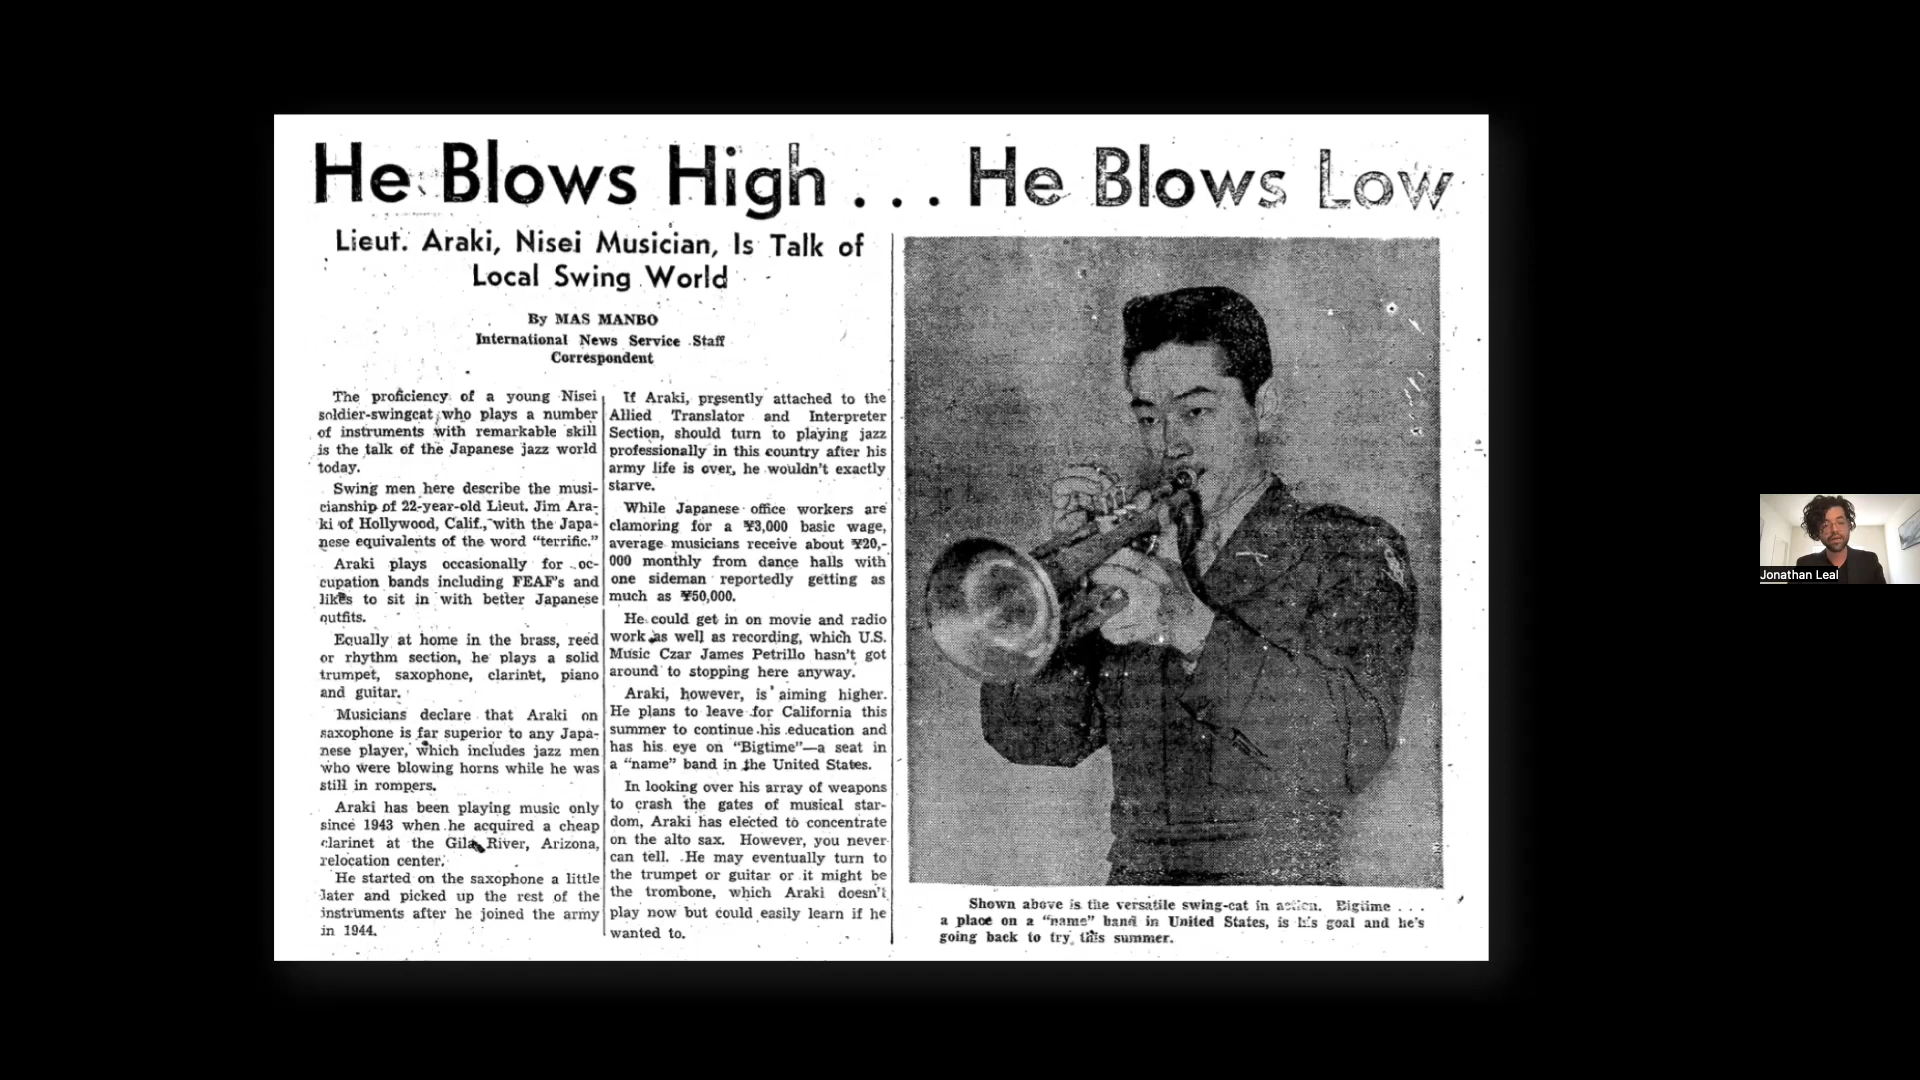 He Blows High . . . He Blows Low
Lieut. Araki, Nisei Musician, Is Talk of
Local Swing World
By MAS MANBO
International News Service Staff
Correspondent
The proficiency of a young Nisei
soldier-swingcat who plays a number
of instruments with remarkable skill
is the talk of the Japanese jazz world
today.
Swing men here describe the musi-
cianship of 22-year-old Lieut. Jim Ara-
ki of Hollywood, Calif., with the Japa-
nese equivalents of the word "terrific."
Araki plays occasionally for oc-
cupation bands including FEAF's and
likes to sit in with better Japanese
outfits.
Equally at home in the brass, reed
or rhythm section, he plays a solid
trumpet, saxophone, clarinet, piano
and guitar.
Musicians declare that Araki on
saxophone is far superior to any Japa-
nese player, which includes jazz men
who were blowing horns while he was
still in rompers.
Araki has been playing music only
since 1943 when he acquired a cheap
clarinet at the Gila River, Arizona,
relocation center.
He started on the saxophone a little
later and picked up the rest of the
instruments after he joined the army
in 1944.
If Araki, presently attached to the
Allied Translator and Interpreter
Section, should turn to playing jazz
professionally in this country after his
army life is over, he wouldn't exactly
starve.
While Japanese office workers are
clamoring for a ¥3,000 basic wage,
average musicians receive about ¥20,-
000 monthly from dance halls with
one sideman reportedly getting as
much as ¥50,000.
He could get in on movie and radio
work as well as recording, which U.S.
Music Czar James Petrillo hasn't got
around to stopping here anyway.
Araki, however, is aiming higher.
He plans to leave for California this
summer to continue his education and
has his eye on "Bigtime"—a seat in
a "name" band in the United States.
In looking over his array of weapons
to crash the gates of musical star-
dom, Araki has elected to concentrate
on the alto sax. However, you never
can tell. He may eventually turn to
the trumpet or guitar or it might be
the trombone, which Araki doesn't
play now but could easily learn if he
wanted to.
Shown above is the versatile swing-cat in action. Bigtime . . .
a place on a "name" band in United States, is his goal and he's
going back to try this summer.
Jonathan Leal